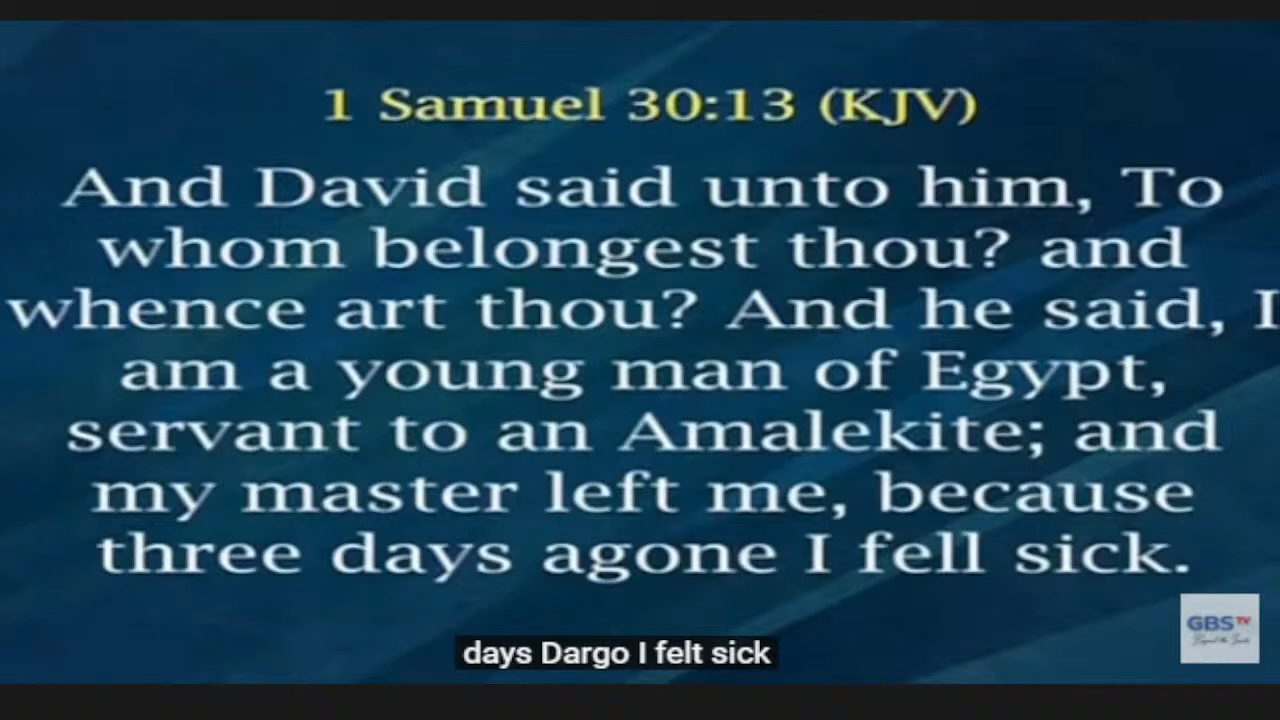 1 Samuel 30:13 (KJV)
And David said unto him, To
whom belongest thou? and
whence art thou? And he said, I
am a young man of Egypt,
servant to an Amalekite; and
my master left me, because
three days agone I fell sick.
GBS TV
days Dargo I felt sick